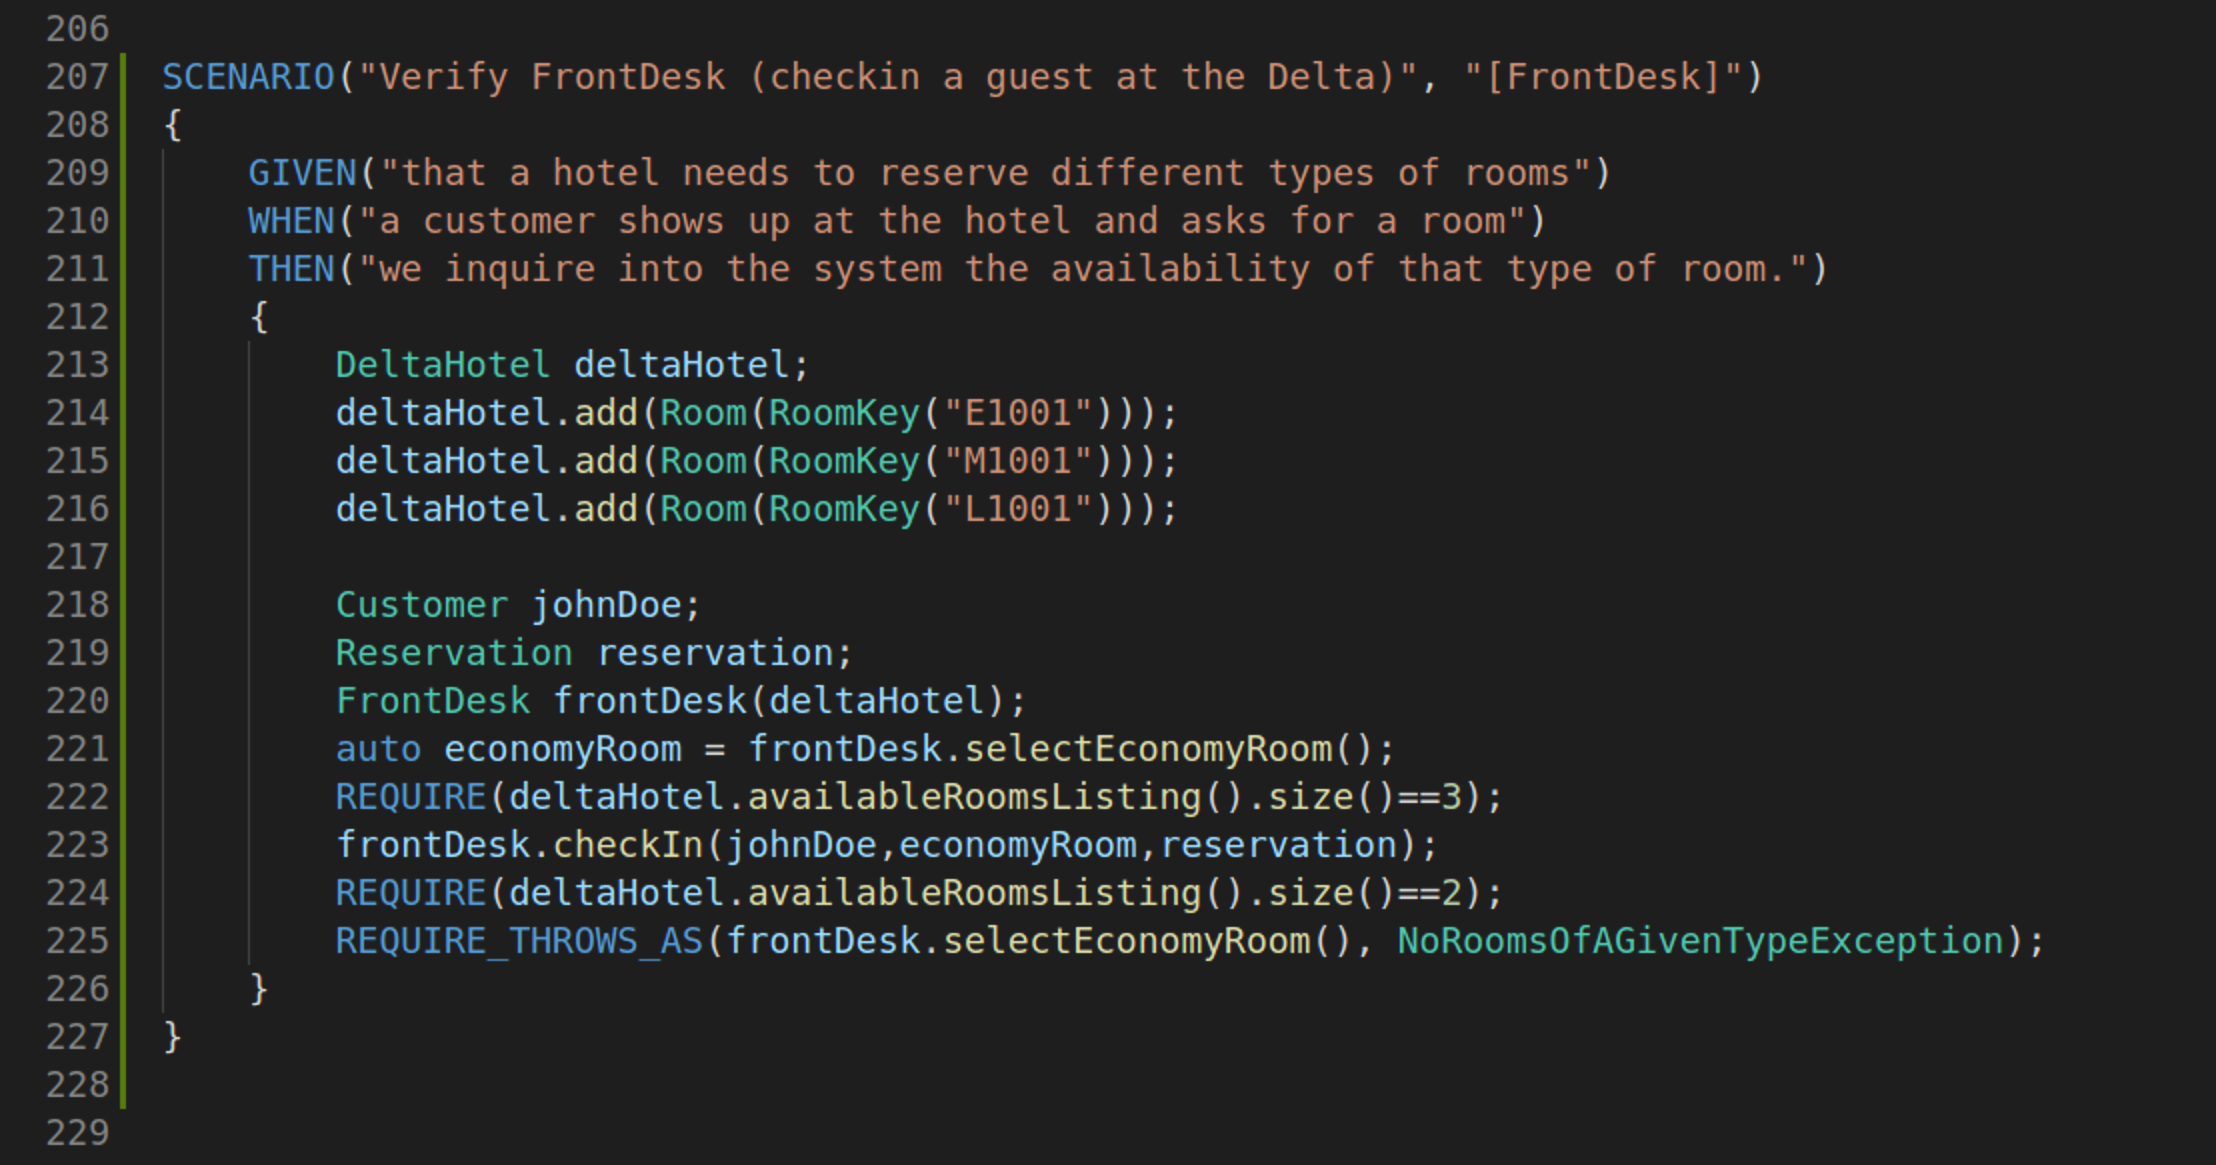 206
207 SCENARIO("Verify FrontDesk (checkin a guest at the Delta)", "[FrontDesk]")
208 {
209     GIVEN("that a hotel needs to reserve different types of rooms")
210     WHEN("a customer shows up at the hotel and asks for a room")
211     THEN("we inquire into the system the availability of that type of room.")
212     {
213         DeltaHotel deltaHotel;
214         deltaHotel.add(Room(RoomKey("E1001")));
215         deltaHotel.add(Room(RoomKey("M1001")));
216         deltaHotel.add(Room(RoomKey("L1001")));
217
218         Customer johnDoe;
219         Reservation reservation;
220         FrontDesk frontDesk(deltaHotel);
221         auto economyRoom = frontDesk.selectEconomyRoom();
222         REQUIRE(deltaHotel.availableRoomsListing().size()==3);
223         frontDesk.checkIn(johnDoe,economyRoom,reservation);
224         REQUIRE(deltaHotel.availableRoomsListing().size()==2);
225         REQUIRE_THROWS_AS(frontDesk.selectEconomyRoom(), NoRoomsOfAGivenTypeException);
226     }
227 }
228
229